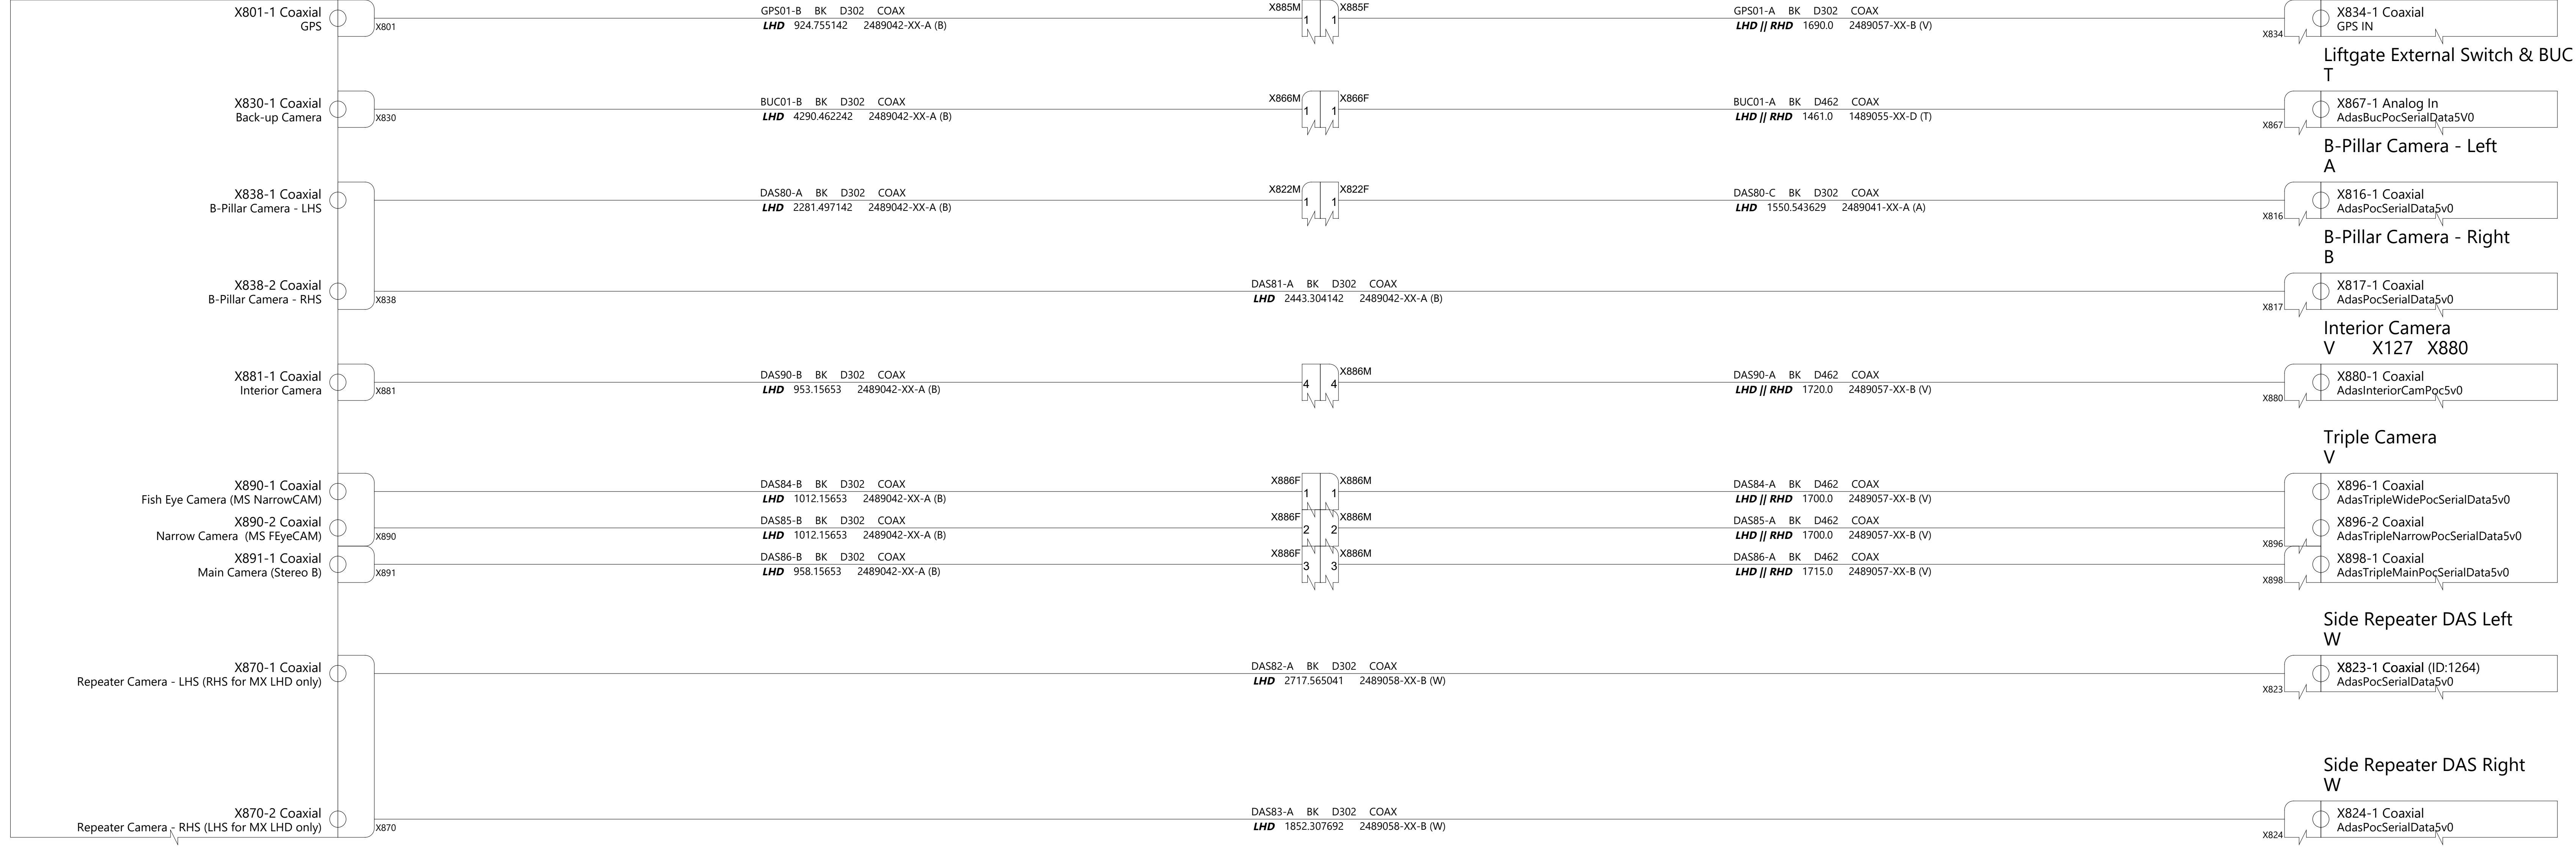 X801-1 Coaxial
GPS
X801
GPS01-B BK D302 COAX
LHD 924.755142 2489042-XX-A (B)
X885M
1
1
X885F
GPS01-A BK D302 COAX
LHD || RHD 1690.0 2489057-XX-B (V)
X834
X834-1 Coaxial
GPS IN
Liftgate External Switch & BUC
T
X830-1 Coaxial
Back-up Camera
X830
BUC01-B BK D302 COAX
LHD 4290.462242 2489042-XX-A (B)
X866M
1
1
X866F
BUC01-A BK D462 COAX
LHD || RHD 1461.0 1489055-XX-D (T)
X867
X867-1 Analog In
AdasBucPocSerialData5V0
B-Pillar Camera - Left
A
X838-1 Coaxial
B-Pillar Camera - LHS
DAS80-A BK D302 COAX
LHD 2281.497142 2489042-XX-A (B)
X822M
1
1
X822F
DAS80-C BK D302 COAX
LHD 1550.543629 2489041-XX-A (A)
X816
X816-1 Coaxial
AdasPocSerialData5v0
B-Pillar Camera - Right
B
X838-2 Coaxial
B-Pillar Camera - RHS
X838
DAS81-A BK D302 COAX
LHD 2443.304142 2489042-XX-A (B)
X817
X817-1 Coaxial
AdasPocSerialData5v0
Interior Camera
V X127 X880
X881-1 Coaxial
Interior Camera
X881
DAS90-B BK D302 COAX
LHD 953.15653 2489042-XX-A (B)
4
4
X886M
DAS90-A BK D462 COAX
LHD || RHD 1720.0 2489057-XX-B (V)
X880
X880-1 Coaxial
AdasInteriorCamPoc5v0
Triple Camera
V
X890-1 Coaxial
Fish Eye Camera (MS NarrowCAM)
DAS84-B BK D302 COAX
LHD 1012.15653 2489042-XX-A (B)
X886F
1
1
X886M
DAS84-A BK D462 COAX
LHD || RHD 1700.0 2489057-XX-B (V)
X896-1 Coaxial
AdasTripleWidePocSerialData5v0
X890-2 Coaxial
Narrow Camera (MS FEyeCAM)
X890
DAS85-B BK D302 COAX
LHD 1012.15653 2489042-XX-A (B)
X886F
2
2
X886M
DAS85-A BK D462 COAX
LHD || RHD 1700.0 2489057-XX-B (V)
X896
X896-2 Coaxial
AdasTripleNarrowPocSerialData5v0
X891-1 Coaxial
Main Camera (Stereo B)
X891
DAS86-B BK D302 COAX
LHD 958.15653 2489042-XX-A (B)
X886F
3
3
X886M
DAS86-A BK D462 COAX
LHD || RHD 1715.0 2489057-XX-B (V)
X898
X898-1 Coaxial
AdasTripleMainPocSerialData5v0
Side Repeater DAS Left
W
X870-1 Coaxial
Repeater Camera - LHS (RHS for MX LHD only)
DAS82-A BK D302 COAX
LHD 2717.565041 2489058-XX-B (W)
X823
X823-1 Coaxial (ID:1264)
AdasPocSerialData5v0
Side Repeater DAS Right
W
X870-2 Coaxial
Repeater Camera - RHS (LHS for MX LHD only)
X870
DAS83-A BK D302 COAX
LHD 1852.307692 2489058-XX-B (W)
X824
X824-1 Coaxial
AdasPocSerialData5v0